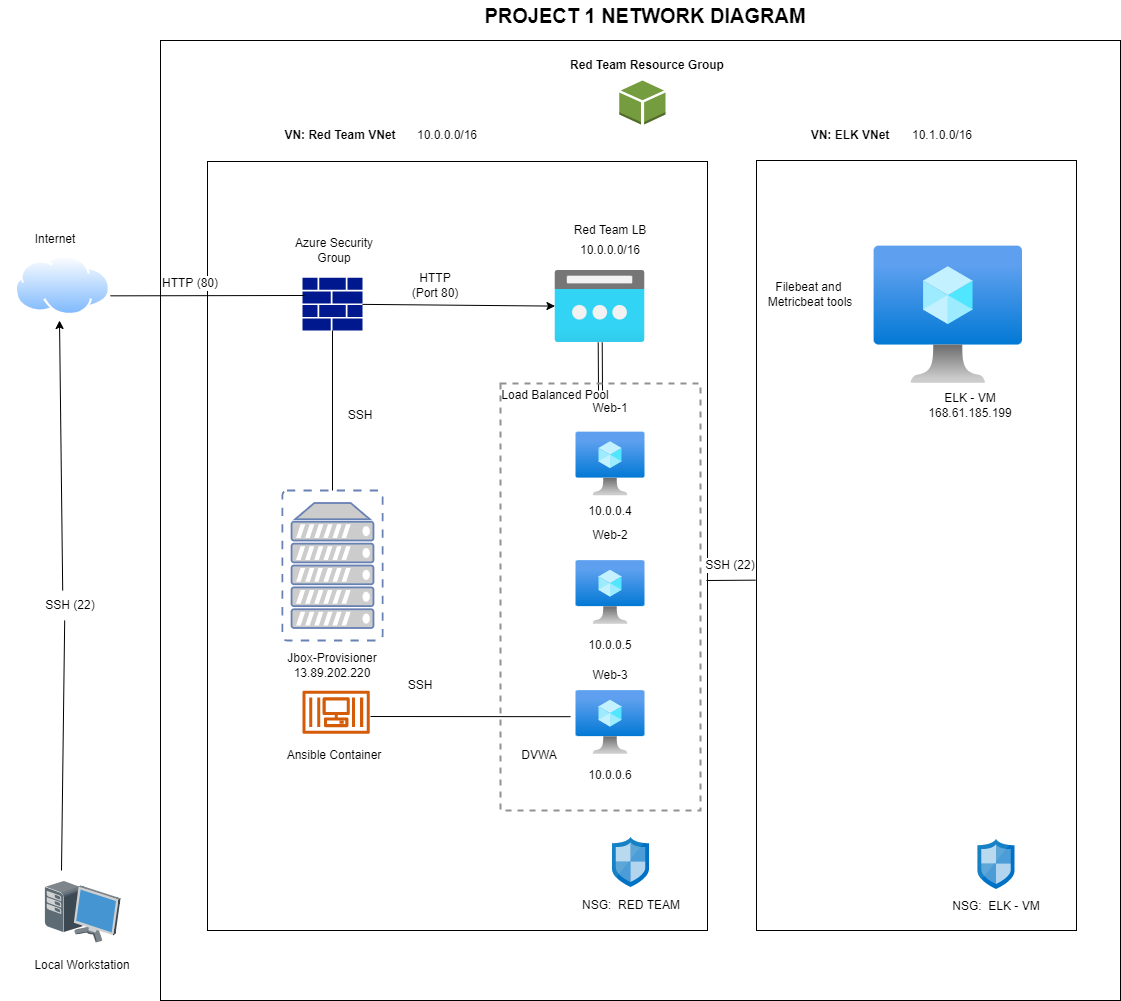 PROJECT 1 NETWORK DIAGRAM
Red Team Resource Group
VN: Red Team VNet 10.0.0.0/16
VN: ELK VNet 10.1.0.0/16
Internet
HTTP (80)
Azure Security
Group
HTTP
(Port 80)
Red Team LB
10.0.0.0/16
Filebeat and
Metricbeat tools
ELK - VM
168.61.185.199
SSH
Load Balanced Pool
Web-1
10.0.0.4
Web-2
10.0.0.5
Web-3
10.0.0.6
DVWA
SSH (22)
SSH (22)
Jbox-Provisioner
13.89.202.220
SSH
Ansible Container
NSG: RED TEAM
NSG: ELK - VM
Local Workstation